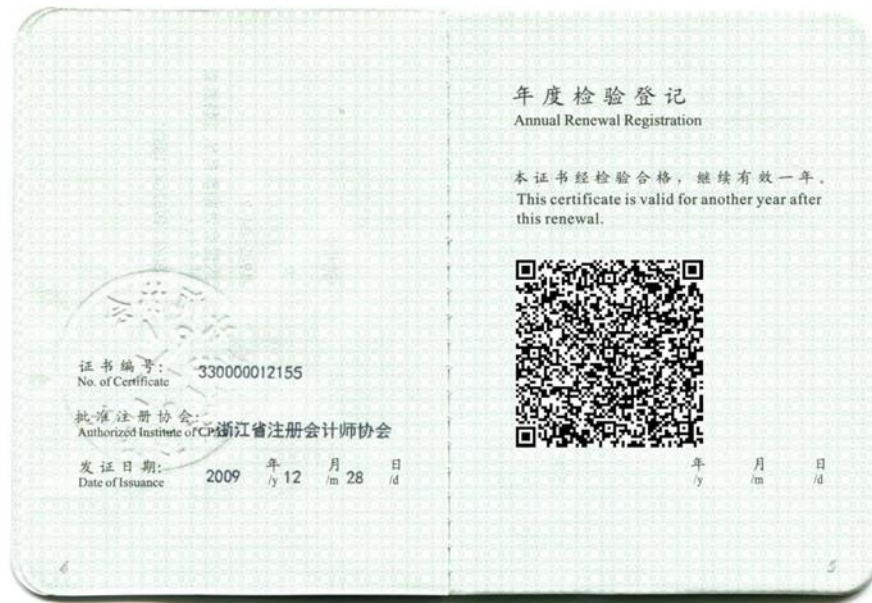 证书编号:
No. of Certificate
330000012155
批准注册协会:
Authorized Institute of CPAs
浙江省注册会计师协会
发证日期:
Date of Issuance
2009 年 12 月 28 日
/y /m /d
6
年度检验登记
Annual Renewal Registration
本证书经检验合格，继续有效一年。
This certificate is valid for another year after
this renewal.
年 月 日
/y /m /d
5